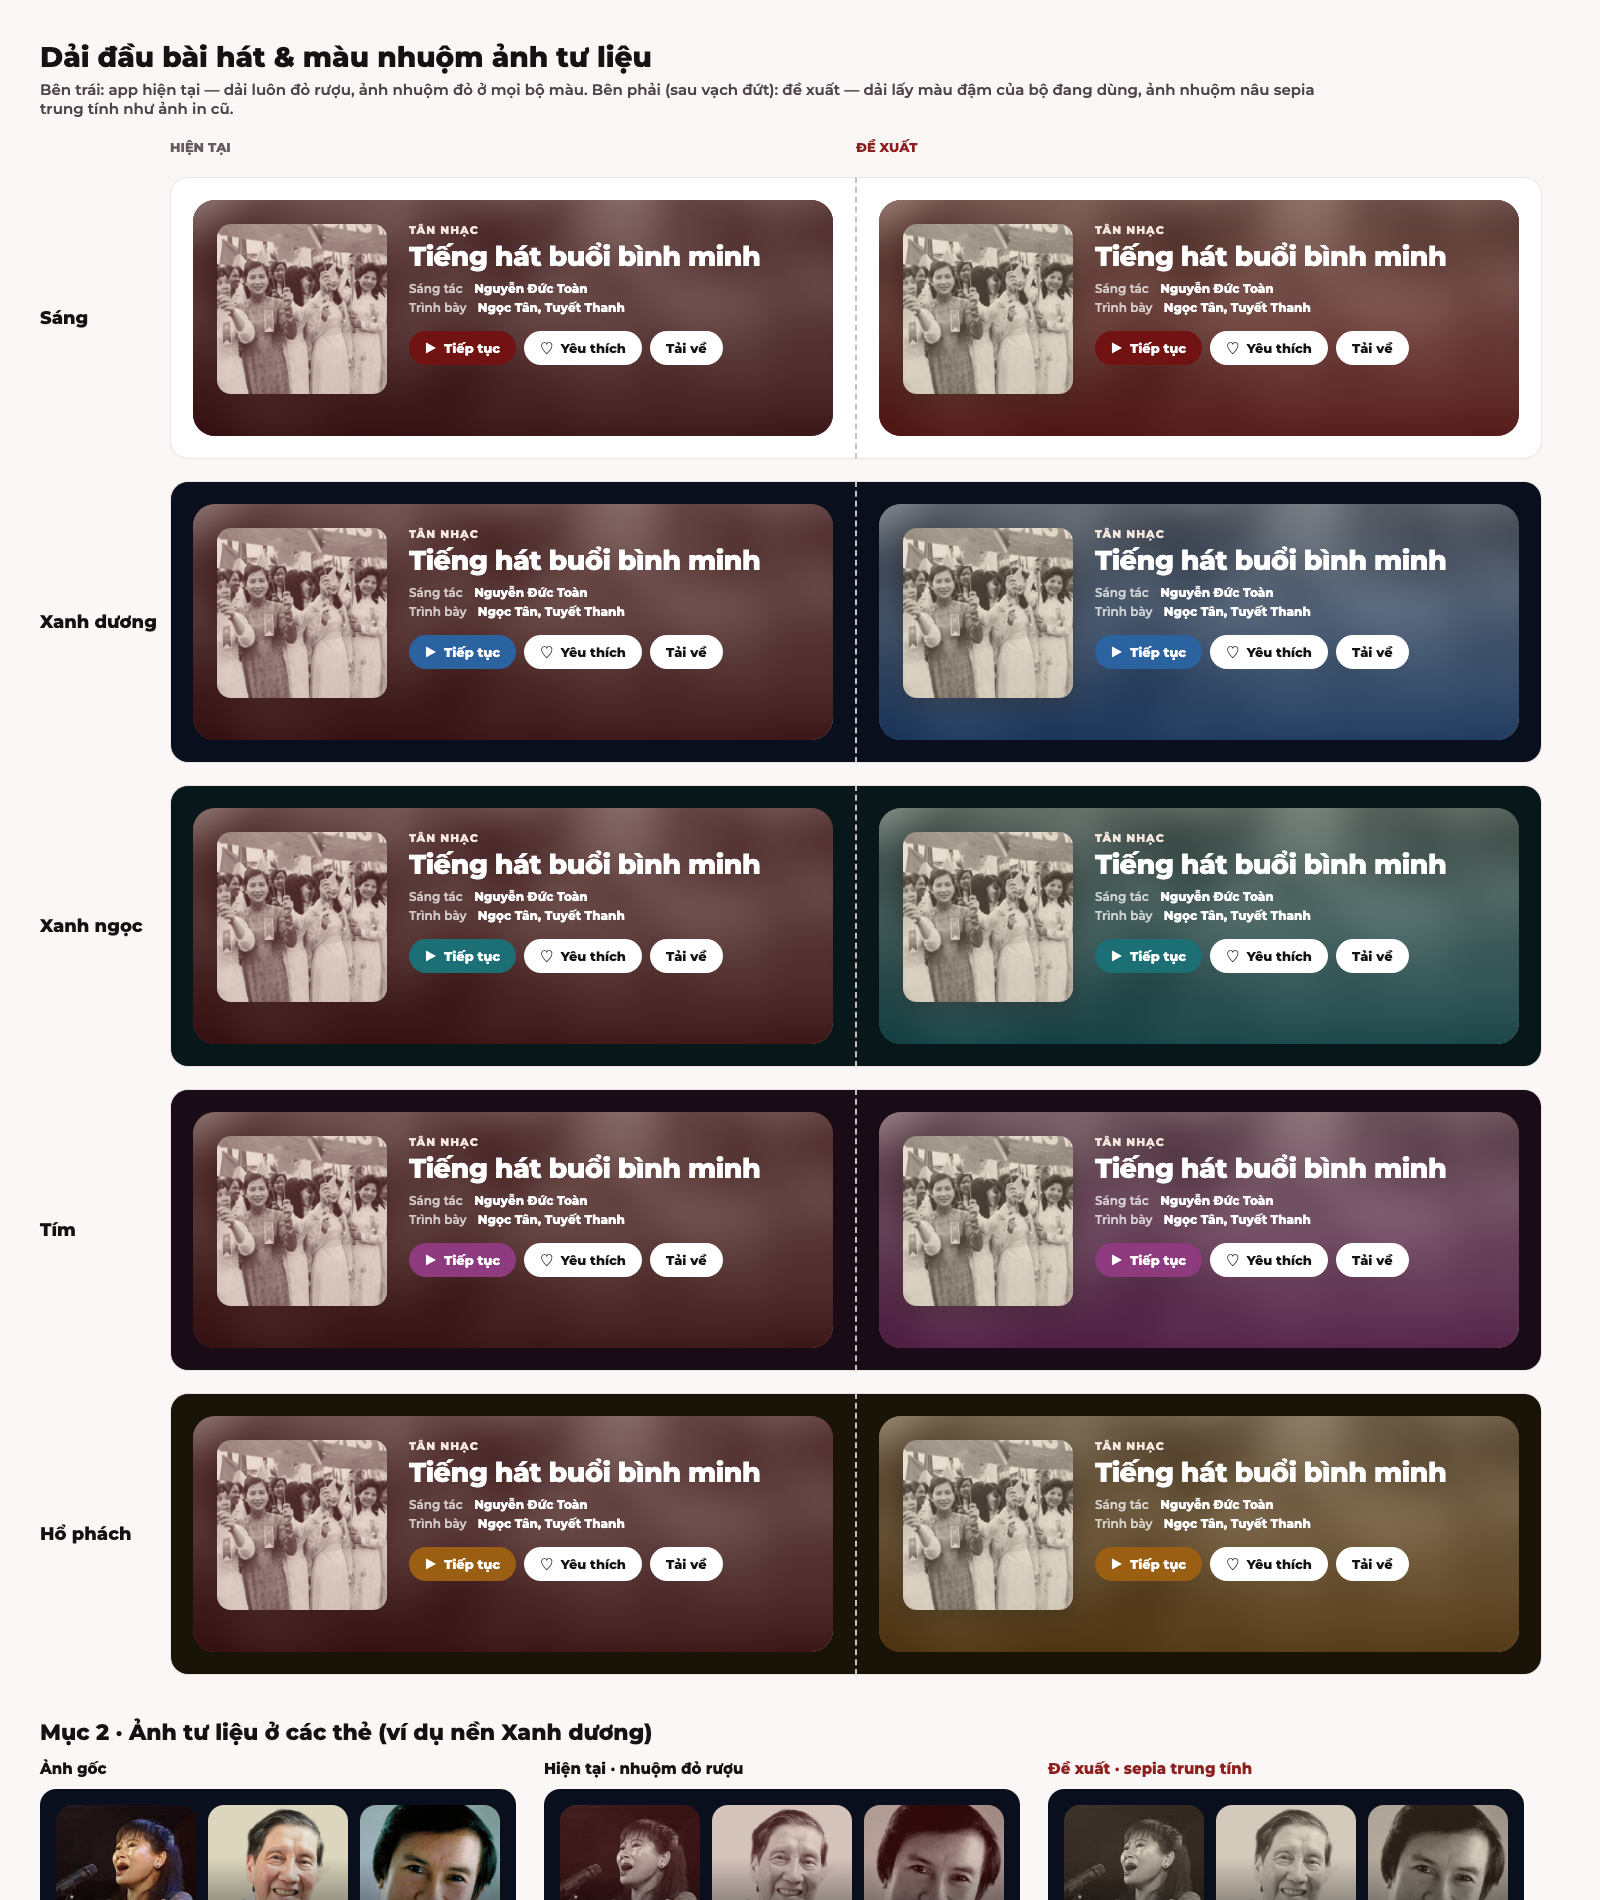 Dải đầu bài hát & màu nhuộm ảnh tư liệu
Bên trái: app hiện tại — dải luôn đỏ rượu, ảnh nhuộm đỏ ở mọi bộ màu. Bên phải (sau vạch đứt): đề xuất — dải lấy màu đậm của bộ đang dùng, ảnh nhuộm nâu sepia
trung tính như ảnh in cũ.
HIỆN TẠI
ĐỀ XUẤT
Sáng
TÂN NHẠC
Tiếng hát buổi bình minh
Sáng tác Nguyễn Đức Toàn
Trình bày Ngọc Tân, Tuyết Thanh
▶ Tiếp tục ♡ Yêu thích Tải về
TÂN NHẠC
Tiếng hát buổi bình minh
Sáng tác Nguyễn Đức Toàn
Trình bày Ngọc Tân, Tuyết Thanh
▶ Tiếp tục ♡ Yêu thích Tải về
Xanh dương
TÂN NHẠC
Tiếng hát buổi bình minh
Sáng tác Nguyễn Đức Toàn
Trình bày Ngọc Tân, Tuyết Thanh
▶ Tiếp tục ♡ Yêu thích Tải về
TÂN NHẠC
Tiếng hát buổi bình minh
Sáng tác Nguyễn Đức Toàn
Trình bày Ngọc Tân, Tuyết Thanh
▶ Tiếp tục ♡ Yêu thích Tải về
Xanh ngọc
TÂN NHẠC
Tiếng hát buổi bình minh
Sáng tác Nguyễn Đức Toàn
Trình bày Ngọc Tân, Tuyết Thanh
▶ Tiếp tục ♡ Yêu thích Tải về
TÂN NHẠC
Tiếng hát buổi bình minh
Sáng tác Nguyễn Đức Toàn
Trình bày Ngọc Tân, Tuyết Thanh
▶ Tiếp tục ♡ Yêu thích Tải về
Tím
TÂN NHẠC
Tiếng hát buổi bình minh
Sáng tác Nguyễn Đức Toàn
Trình bày Ngọc Tân, Tuyết Thanh
▶ Tiếp tục ♡ Yêu thích Tải về
TÂN NHẠC
Tiếng hát buổi bình minh
Sáng tác Nguyễn Đức Toàn
Trình bày Ngọc Tân, Tuyết Thanh
▶ Tiếp tục ♡ Yêu thích Tải về
Hổ phách
TÂN NHẠC
Tiếng hát buổi bình minh
Sáng tác Nguyễn Đức Toàn
Trình bày Ngọc Tân, Tuyết Thanh
▶ Tiếp tục ♡ Yêu thích Tải về
TÂN NHẠC
Tiếng hát buổi bình minh
Sáng tác Nguyễn Đức Toàn
Trình bày Ngọc Tân, Tuyết Thanh
▶ Tiếp tục ♡ Yêu thích Tải về
Mục 2 · Ảnh tư liệu ở các thẻ (ví dụ nền Xanh dương)
Ảnh gốc
Hiện tại · nhuộm đỏ rượu
Đề xuất · sepia trung tính